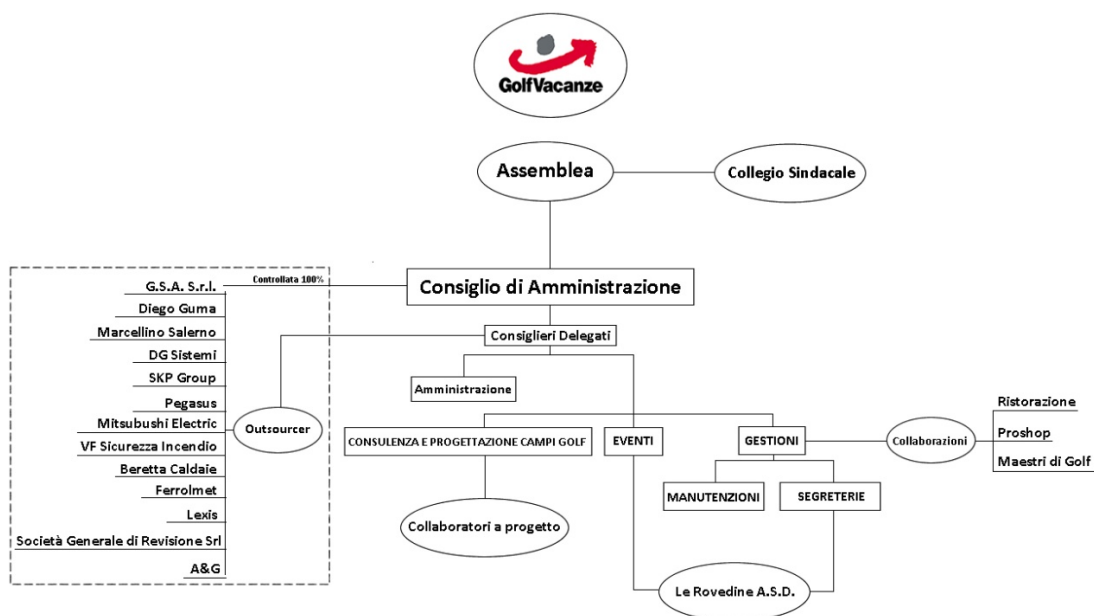 GolfVacanze
Assemblea
Collegio Sindacale
Controllata 100%
Consiglio di Amministrazione
G.S.A. S.r.l.
Diego Guma
Marcellino Salerno
DG Sistemi
SKP Group
Pegasus
Mitsubushi Electric
VF Sicurezza Incendio
Beretta Caldaie
Ferrolmet
Lexis
Società Generale di Revisione Srl
A&G
Outsourcer
Consiglieri Delegati
Amministrazione
CONSULENZA E PROGETTAZIONE CAMPI GOLF
EVENTI
GESTIONI
Collaborazioni
Ristorazione
Proshop
Maestri di Golf
MANUTENZIONI
SEGRETERIE
Collaboratori a progetto
Le Rovedine A.S.D.